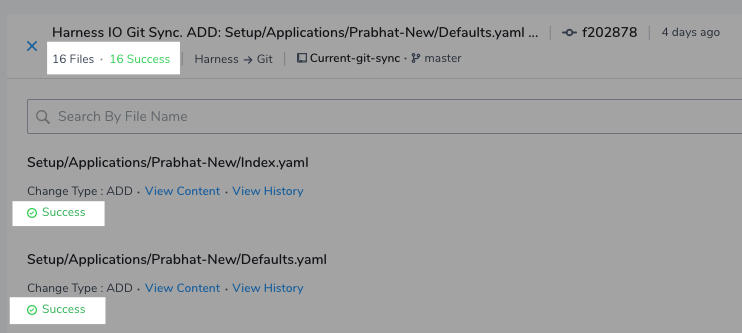 Harness IO Git Sync. ADD: Setup/Applications/Prabhat-New/Defaults.yaml ... f202878 4 days ago
16 Files · 16 Success Harness → Git Current-git-sync · master
Search By File Name
Setup/Applications/Prabhat-New/Index.yaml
Change Type : ADD · View Content · View History
Success
Setup/Applications/Prabhat-New/Defaults.yaml
Change Type : ADD · View Content · View History
Success